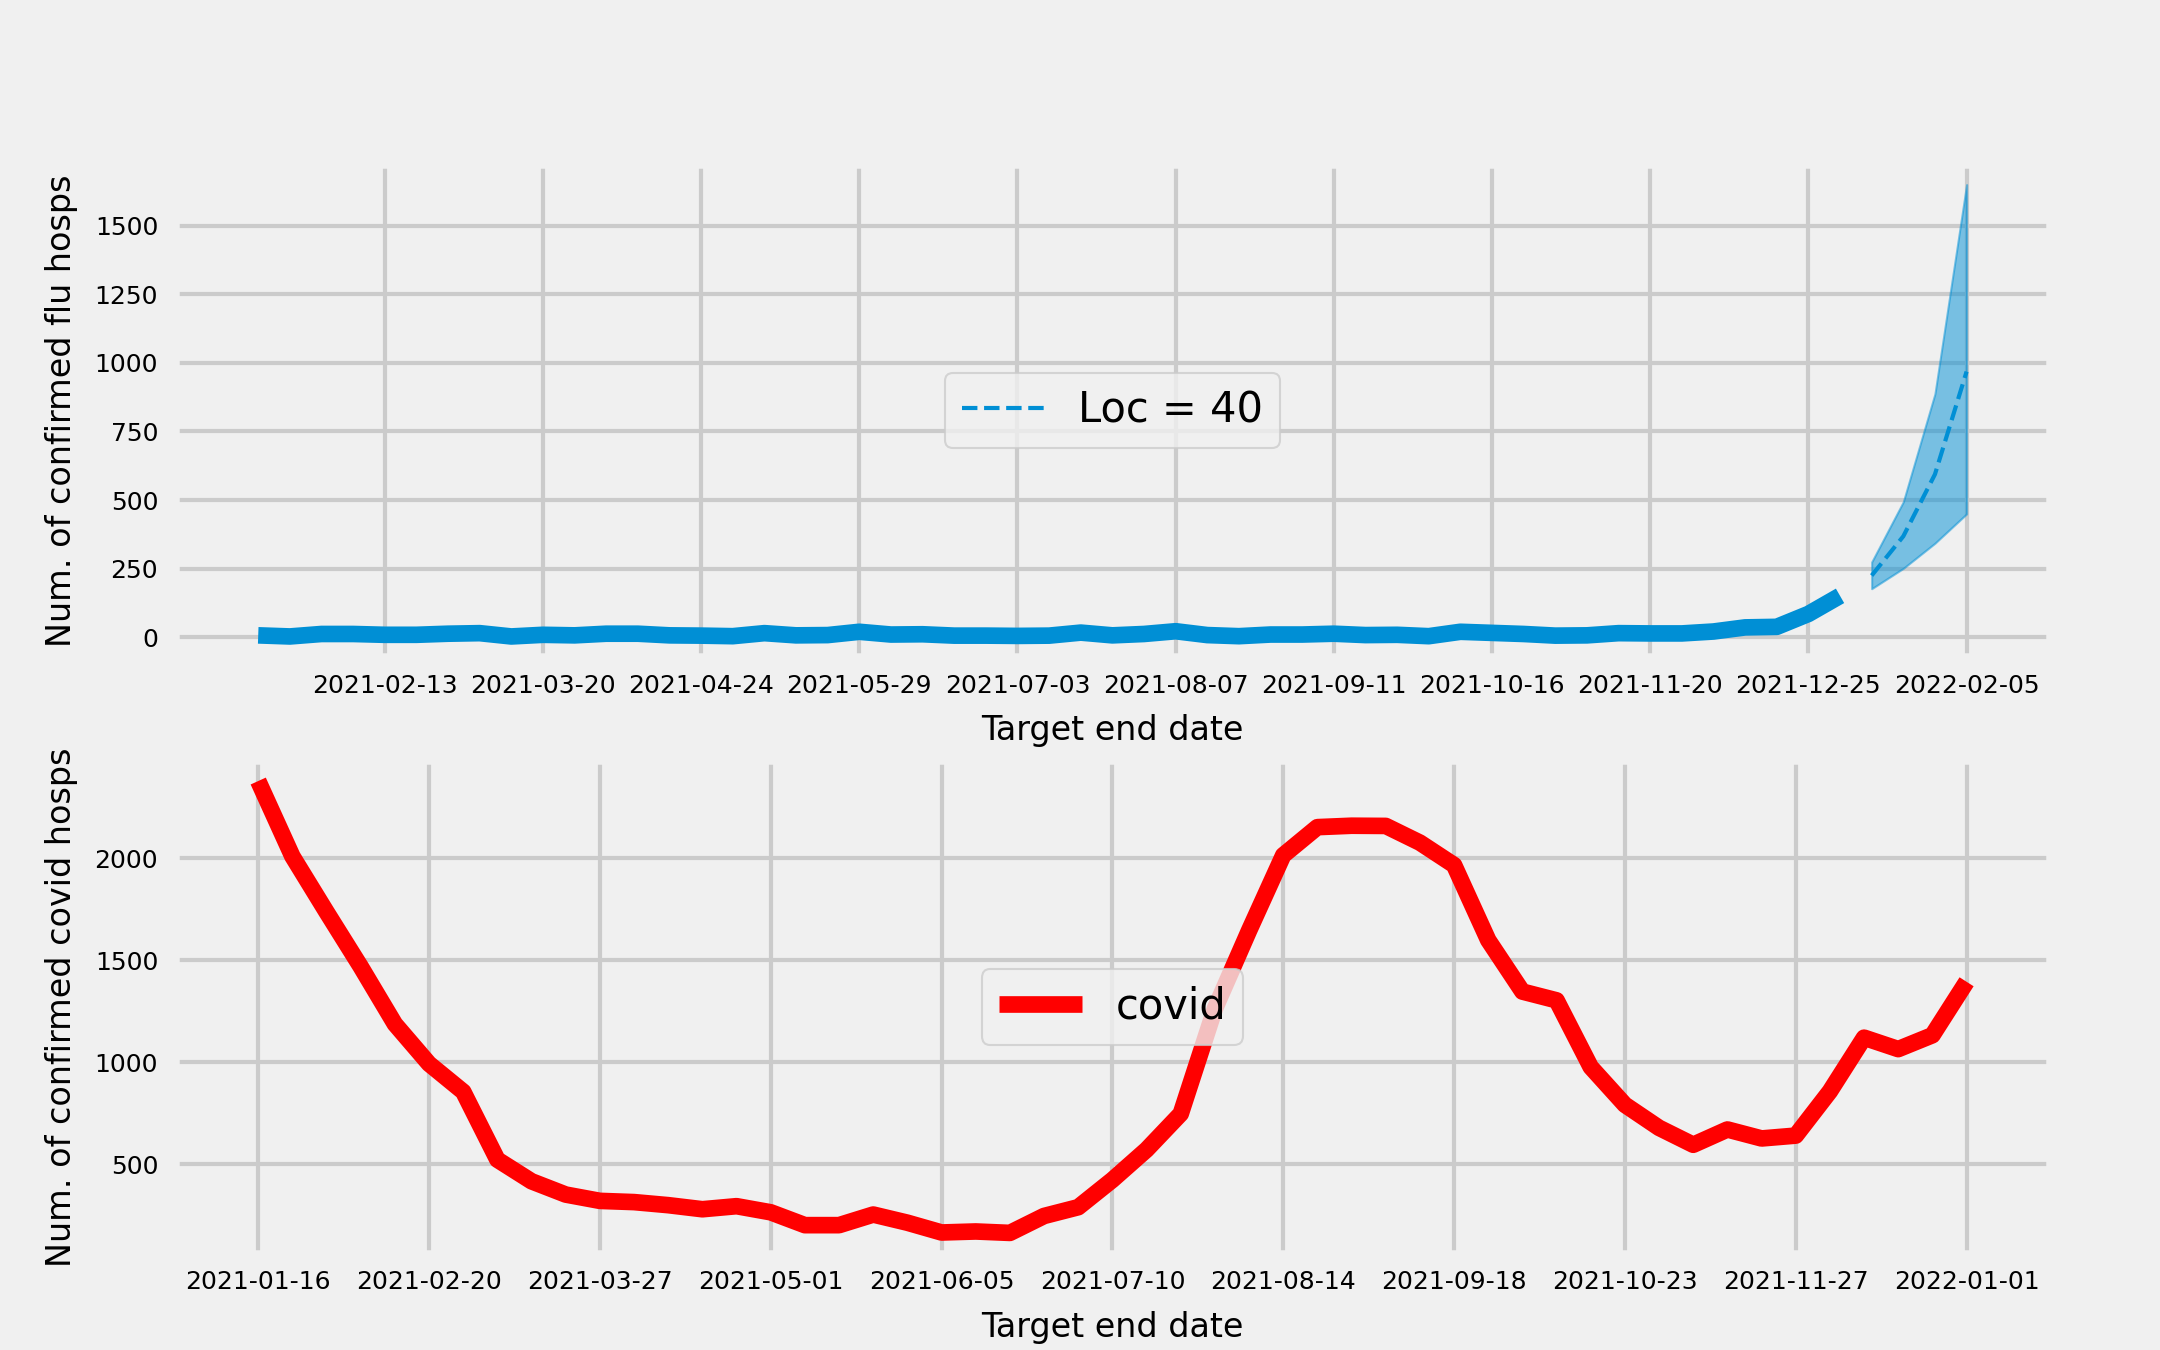 Num. of confirmed flu hosps
1500
1250
1000
750
500
250
0
Loc = 40
2021-02-13 2021-03-20 2021-04-24 2021-05-29 2021-07-03 2021-08-07 2021-09-11 2021-10-16 2021-11-20 2021-12-25 2022-02-05
Target end date
Num. of confirmed covid hosps
2000
1500
1000
500
covid
2021-01-16 2021-02-20 2021-03-27 2021-05-01 2021-06-05 2021-07-10 2021-08-14 2021-09-18 2021-10-23 2021-11-27 2022-01-01
Target end date